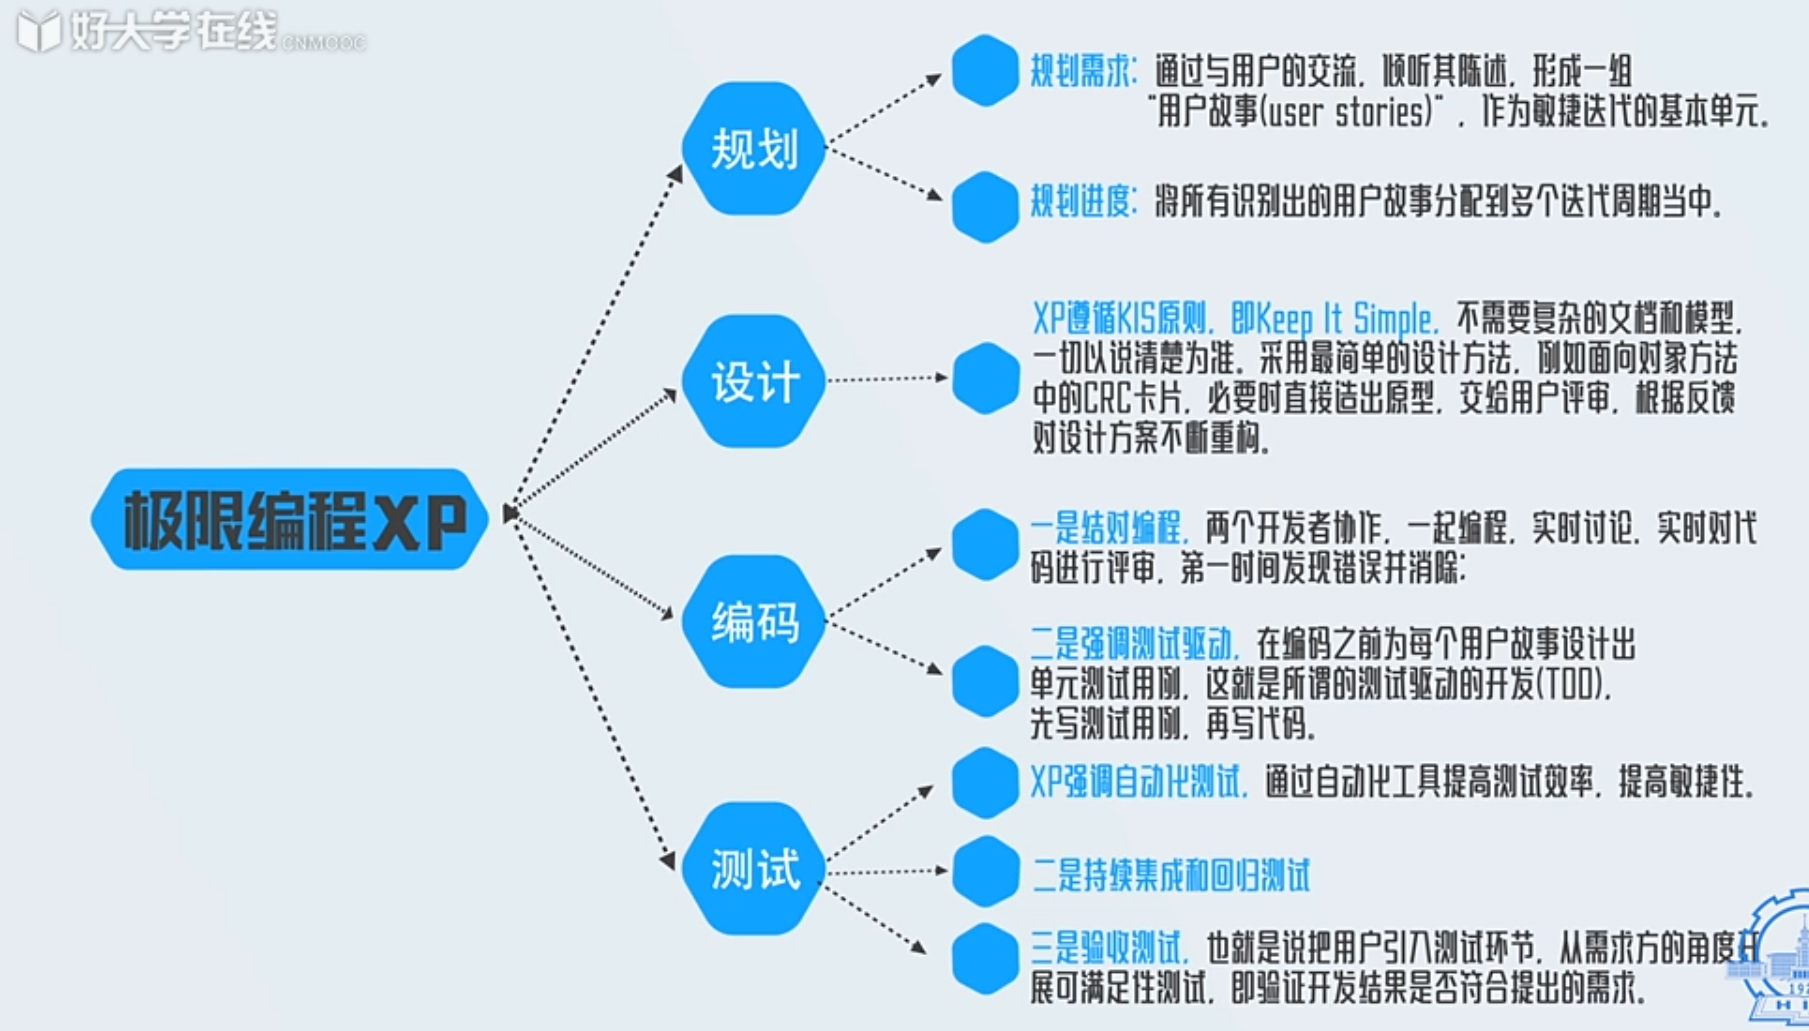 好大学在线 CNMOOC
极限编程XP
规划
规划需求：通过与用户的交流，倾听其陈述，形成一组
“用户故事(user stories)”，作为敏捷迭代的基本单元。
规划进度：将所有识别出的用户故事分配到多个迭代周期当中。
设计
XP遵循KIS原则，即Keep It Simple，不需要复杂的文档和模型，
一切以说清楚为准。采用最简单的设计方法，例如面向对象方法
中的CRC卡片，必要时直接造出原型，交给用户评审，根据反馈
对设计方案不断重构。
编码
一是结对编程，两个开发者协作，一起编程，实时讨论，实时对代
码进行评审，第一时间发现错误并消除；
二是强调测试驱动，在编码之前为每个用户故事设计出
单元测试用例，这就是所谓的测试驱动的开发(TDD)，
先写测试用例，再写代码。
测试
XP强调自动化测试，通过自动化工具提高测试效率，提高敏捷性。
二是持续集成和回归测试
三是验收测试，也就是说把用户引入测试环节，从需求方的角度开
展可满足性测试，即验证开发结果是否符合提出的需求。